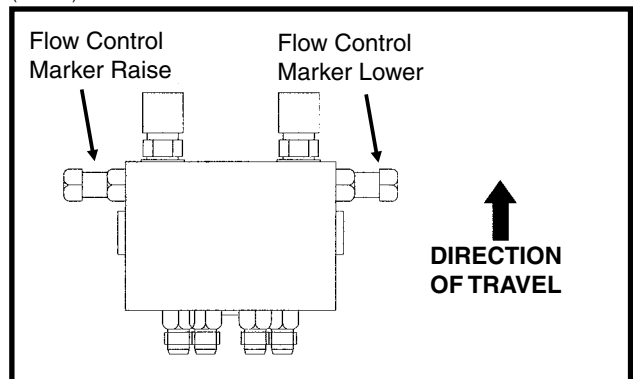 Flow Control
Marker Raise
Flow Control
Marker Lower
DIRECTION
OF TRAVEL